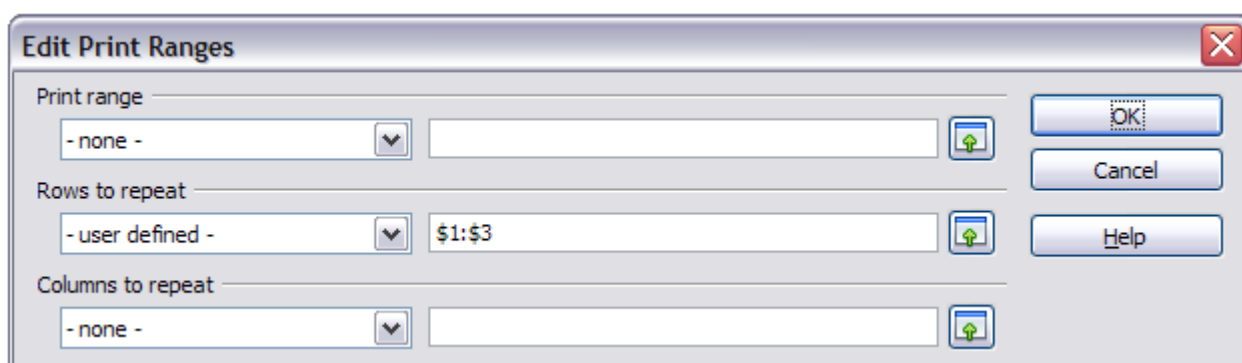 Edit Print Ranges
Print range
- none -
OK
Cancel
Rows to repeat
- user defined - $1:$3
Help
Columns to repeat
- none -